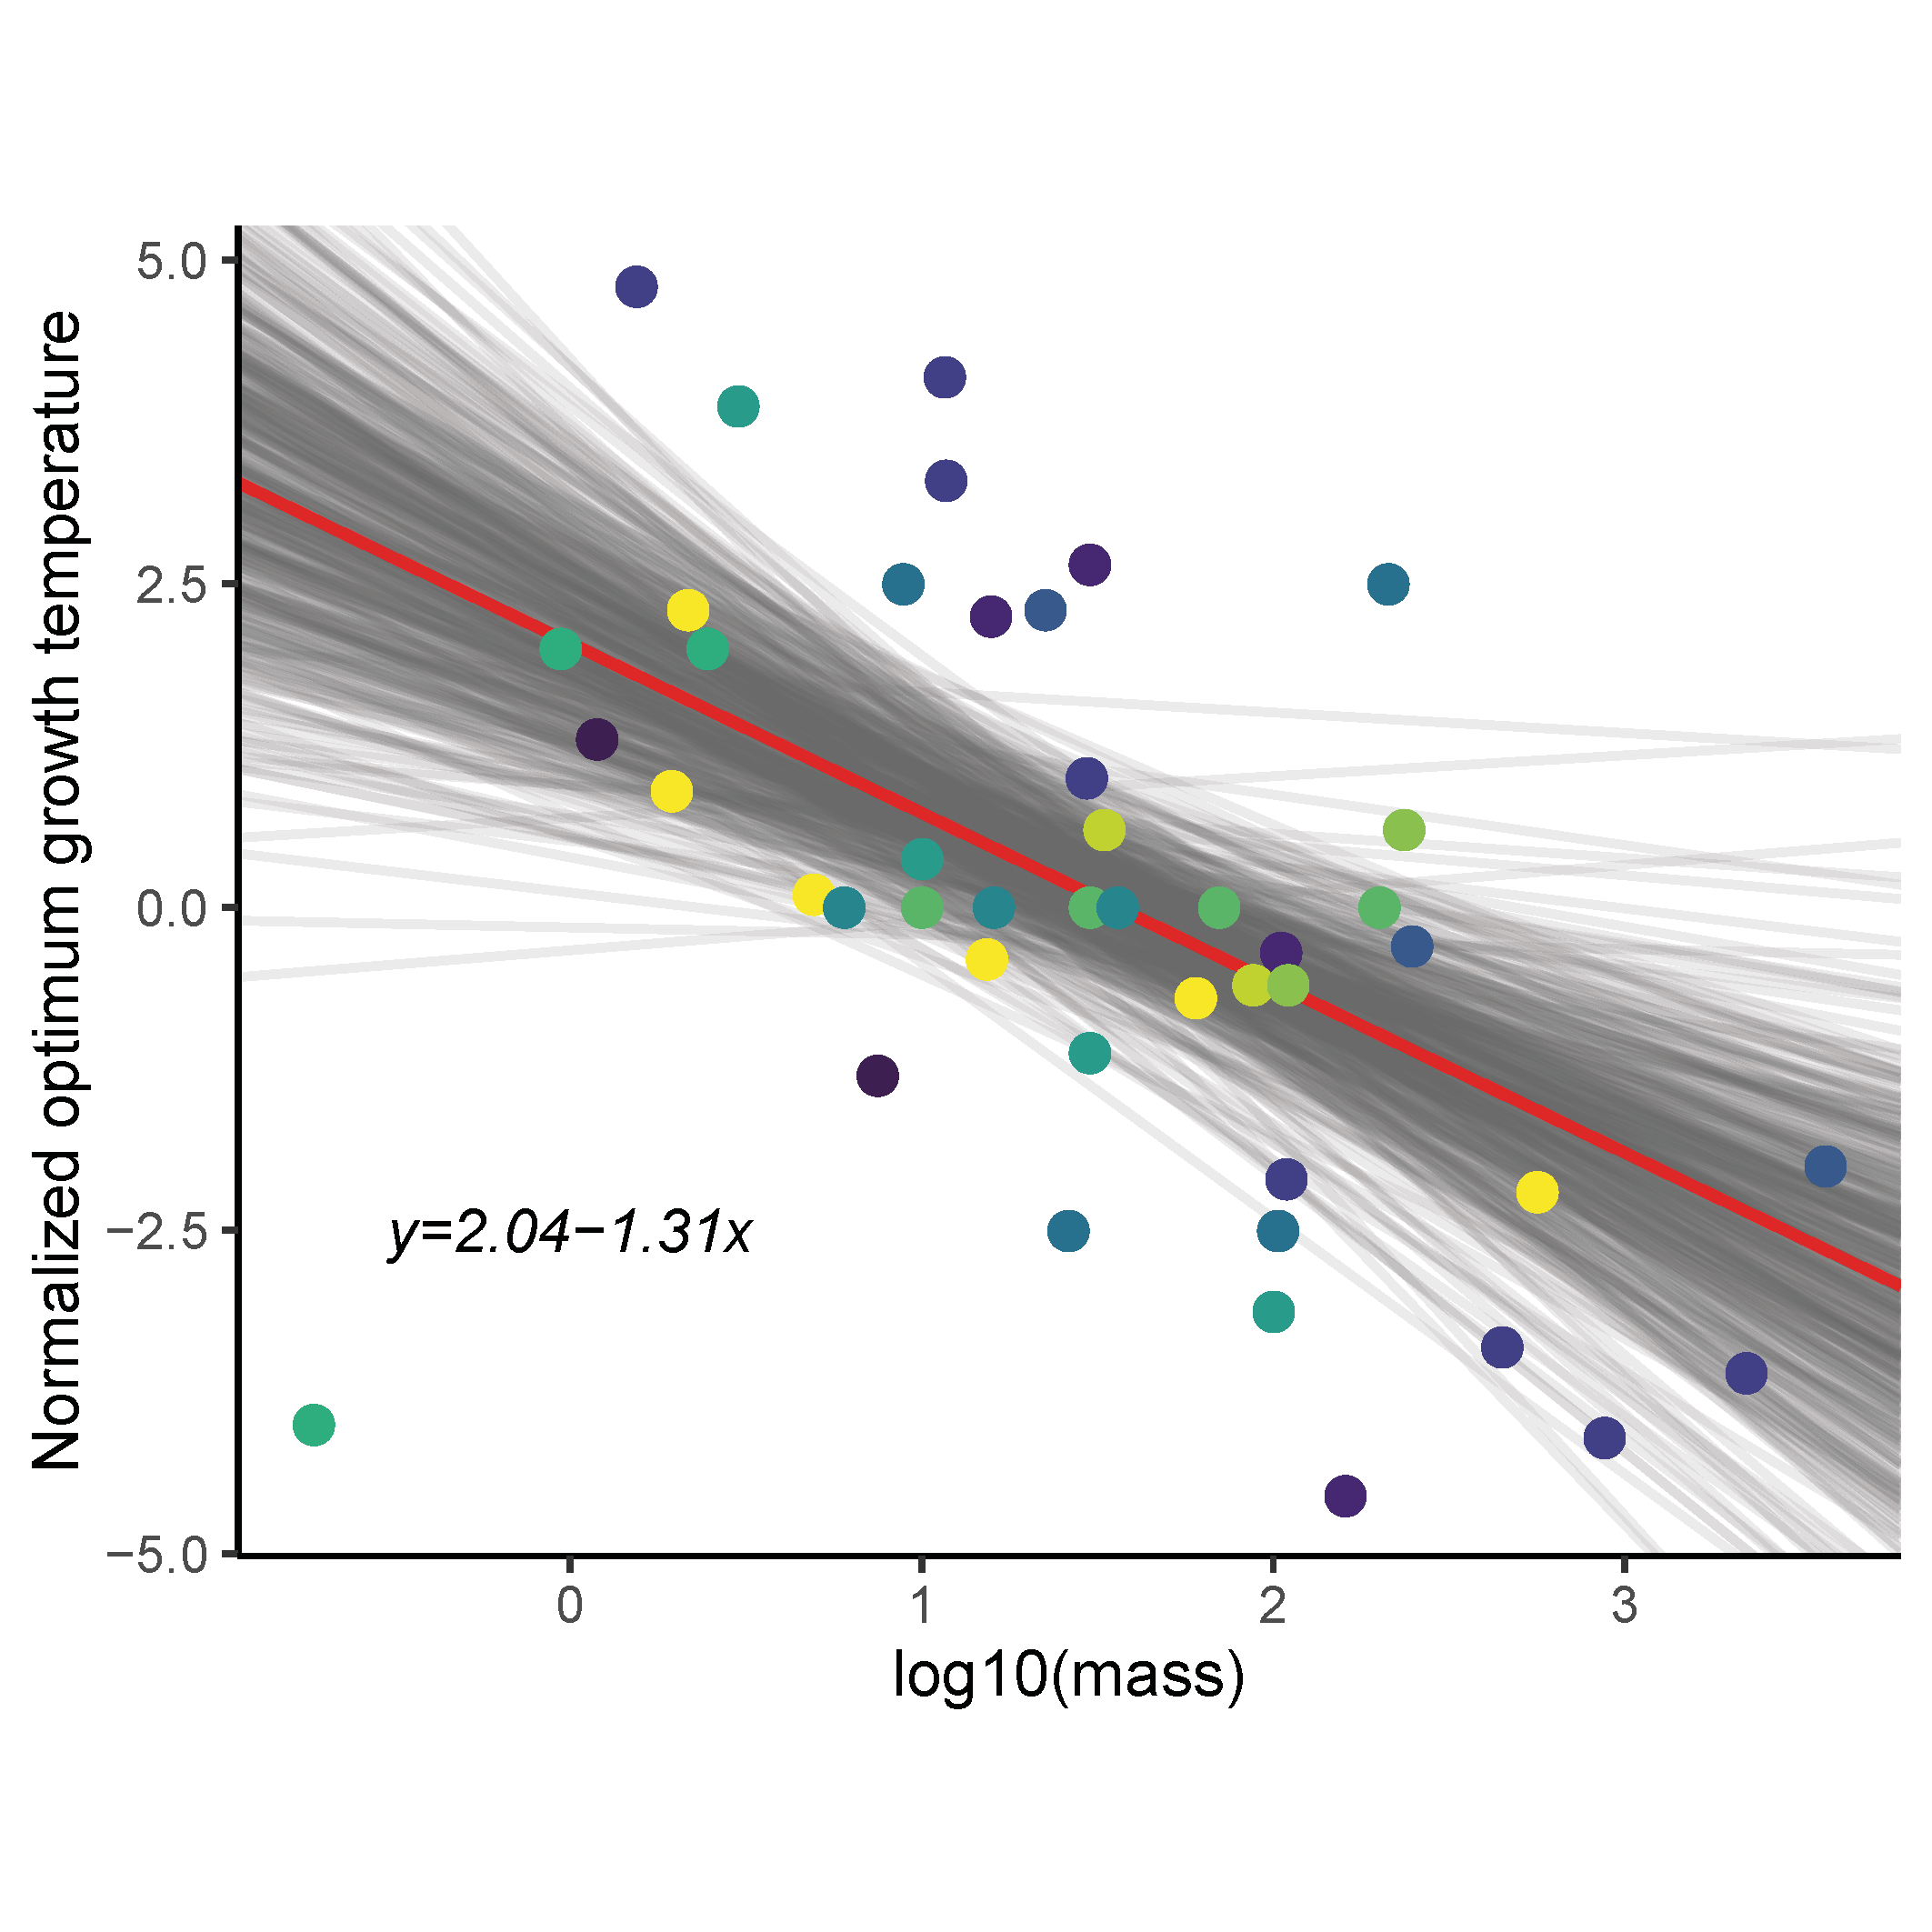 Normalized optimum growth temperature
5.0
2.5
0.0
−2.5
−5.0
y=2.04−1.31x
0 1 2 3
log10(mass)